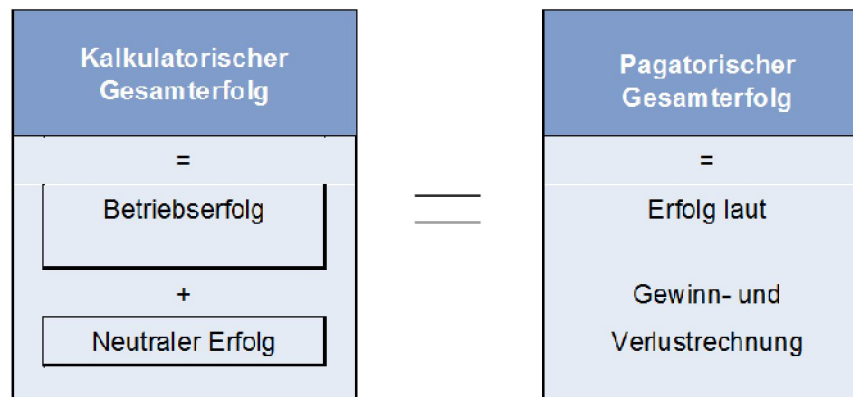 Kalkulatorischer
Gesamterfolg
=
Betriebserfolg
+
Neutraler Erfolg
=
Pagatorischer
Gesamterfolg
=
Erfolg laut
Gewinn- und
Verlustrechnung